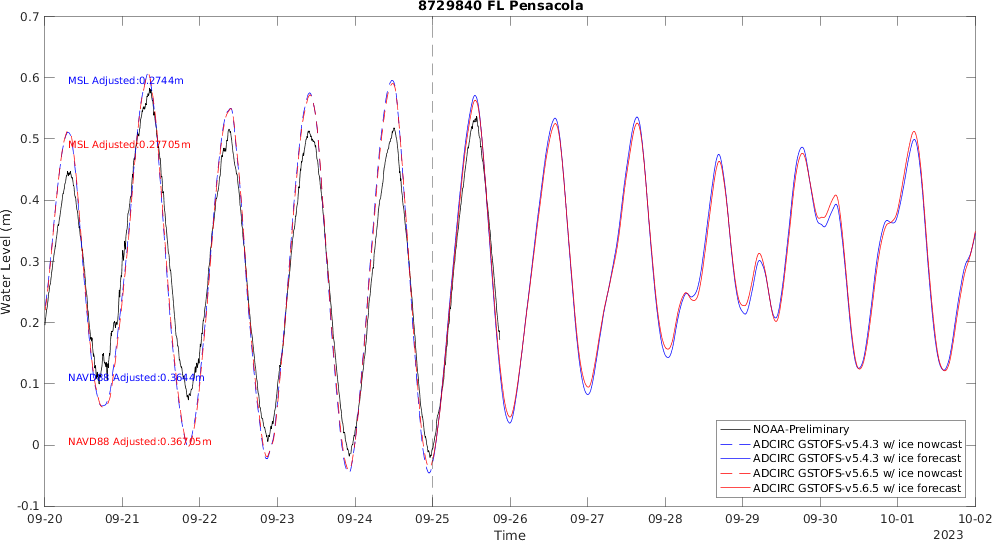 8729840 FL Pensacola
0.7
0.6
0.5
0.4
0.3
0.2
0.1
0
-0.1
Water Level (m)
MSL Adjusted:0.2744m
MSL Adjusted:0.27705m
NAVD88 Adjusted:0.3644m
NAVD88 Adjusted:0.36705m
NOAA-Preliminary
ADCIRC GSTOFS-v5.4.3 w/ ice nowcast
ADCIRC GSTOFS-v5.4.3 w/ ice forecast
ADCIRC GSTOFS-v5.6.5 w/ ice nowcast
ADCIRC GSTOFS-v5.6.5 w/ ice forecast
09-20 09-21 09-22 09-23 09-24 09-25 09-26 09-27 09-28 09-29 09-30 10-01 10-02
Time
2023